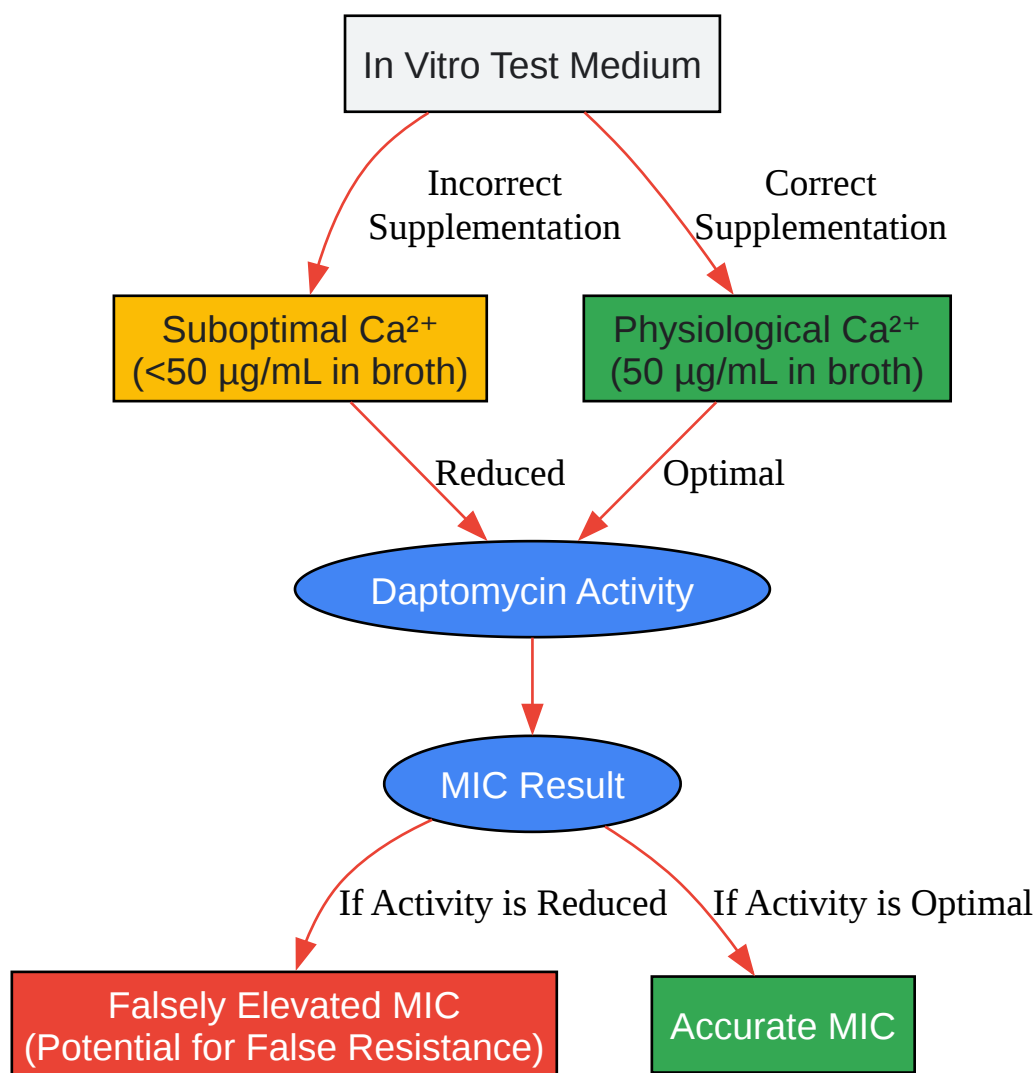 In Vitro Test Medium
Incorrect
Supplementation
Correct
Supplementation
Suboptimal Ca²⁺
(<50 µg/mL in broth)
Physiological Ca²⁺
(50 µg/mL in broth)
Reduced
Optimal
Daptomycin Activity
MIC Result
If Activity is Reduced
If Activity is Optimal
Falsely Elevated MIC
(Potential for False Resistance)
Accurate MIC